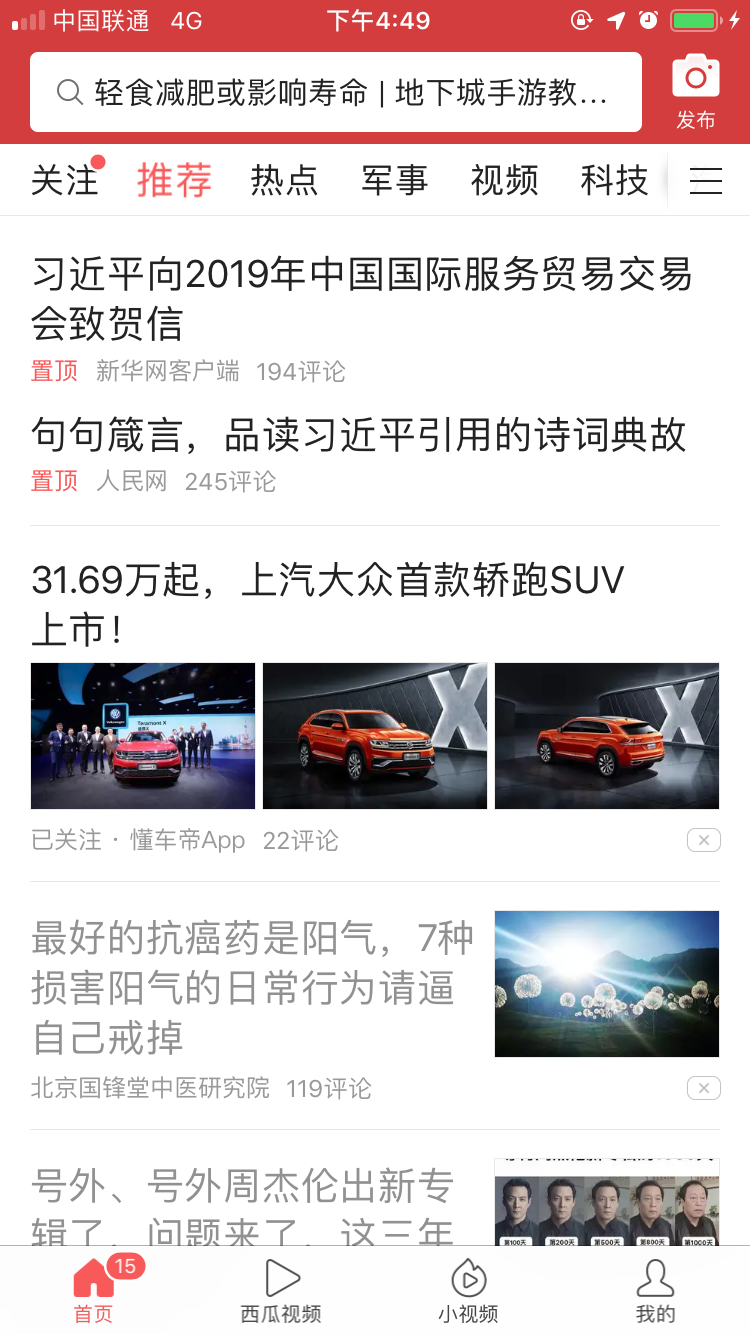 中国联通 4G 下午4:49
轻食减肥或影响寿命 | 地下城手游教...
发布
关注 推荐 热点 军事 视频 科技
习近平向2019年中国国际服务贸易交易
会致贺信
置顶 新华网客户端 194评论
句句箴言，品读习近平引用的诗词典故
置顶 人民网 245评论
31.69万起，上汽大众首款轿跑SUV
上市！
Volkswagen
Teramont X
X
X
已关注 · 懂车帝App 22评论
最好的抗癌药是阳气，7种
损害阳气的日常行为请逼
自己戒掉
北京国锋堂中医研究院 119评论
号外、号外周杰伦出新专
辑了，问题来了，这三年
第100天 第200天 第500天 第800天 第1000天
15
首页 西瓜视频 小视频 我的